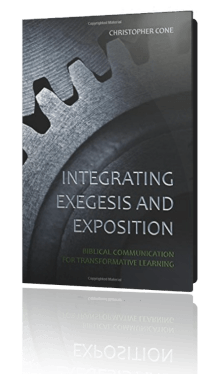 CHRISTOPHER CONE
INTEGRATING
EXEGESIS AND
EXPOSITION
BIBLICAL COMMUNICATION
FOR TRANSFORMATIVE LEARNING